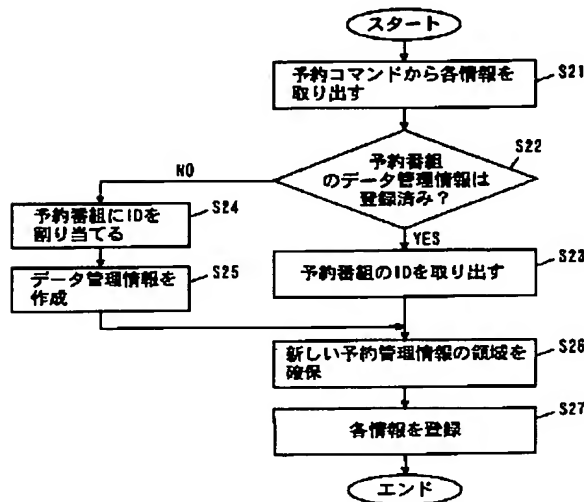 スタート
予約コマンドから各情報を
取り出す
S21
予約番組
のデータ管理情報は
登録済み？
S22
NO
YES
予約番組にIDを
割り当てる
S24
予約番組のIDを取り出す
S23
データ管理情報を
作成
S25
新しい予約管理情報の領域を
確保
S26
各情報を登録
S27
エンド